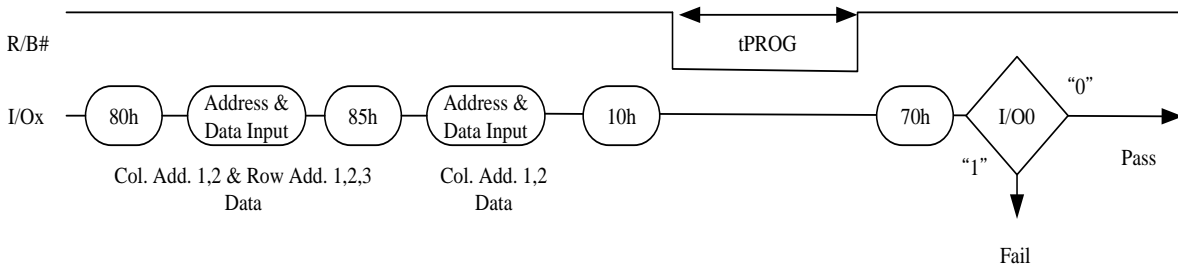 R/B#
tPROG
I/Ox
80h
Address &
Data Input
85h
Address &
Data Input
10h
70h
I/O0
“0”
“1”
Pass
Col. Add. 1,2 & Row Add. 1,2,3
Data
Col. Add. 1,2
Data
Fail